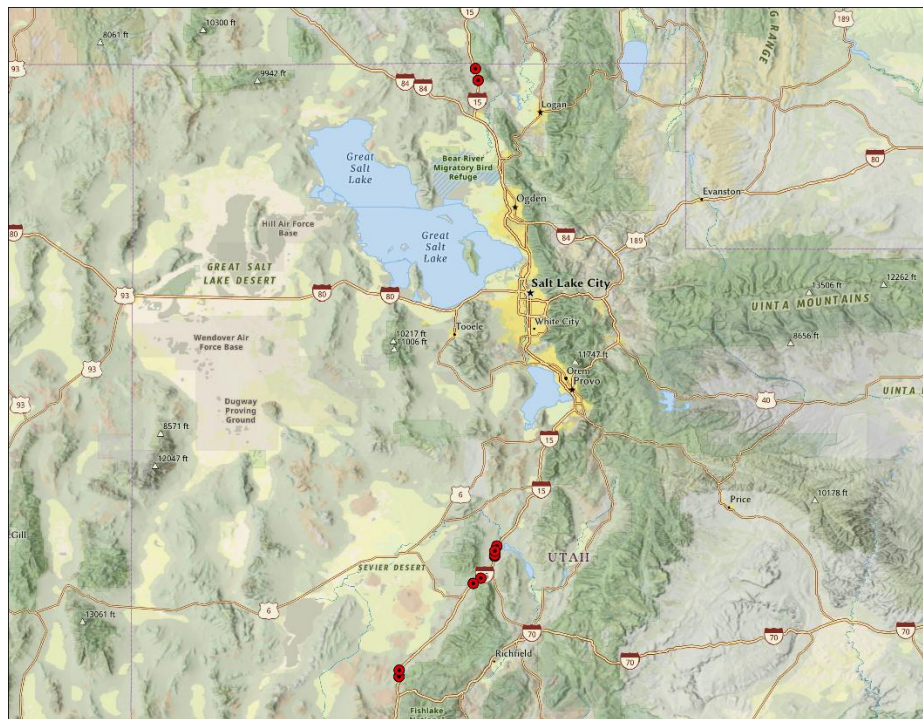 15
10300 ft
8061 ft
189
G RANGE
93
9942 ft
84
84
15
Logan
80
Great
Salt
Lake
Bear River
Migratory Bird
Refuge
Evanston
Ogden
Hill Air Force
Base
80
Great
Salt
Lake
84
189
GREAT SALT
LAKE DESERT
12262 ft
Salt Lake City
13506 ft
UINTA MOUNTAINS
93
80
80
Tooele
White City
Wendover Air
Force Base
10217 ft
11006 ft
8656 ft
93
11747 ft
Orem
Provo
UINTA
93
40
Dugway
Proving
Ground
8571 ft
15
12047 ft
6
15
10178 ft
Price
Gill
UTAH
SEVIER DESERT
6
13061 ft
70
70
Richfield
70
Fishlake